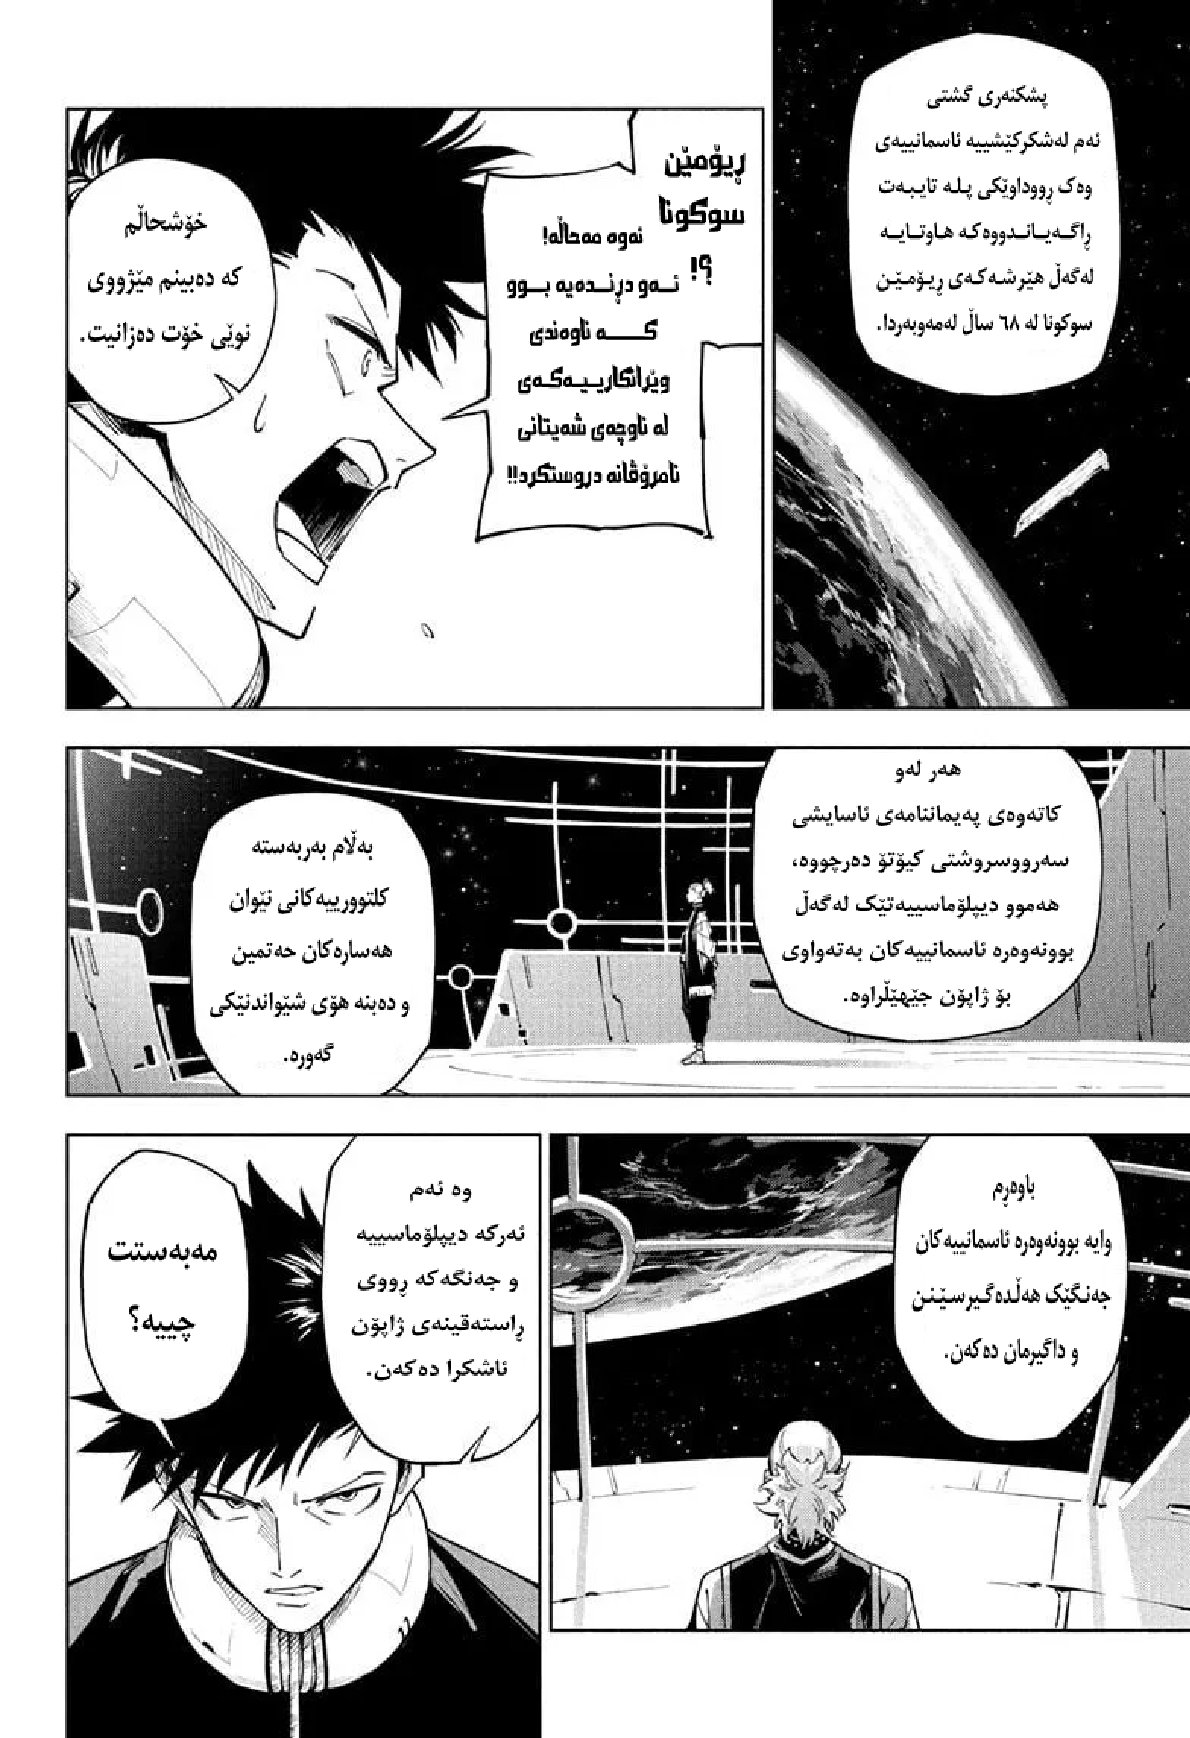 پشکنەری گشتی
ئەم لەشکرکێشییە ئاسمانییەی
وەک ڕووداوێکی پلە تایبەت
ڕاگەیاندووە کە هاوتایە
لەگەڵ هێرشەکەی ڕیۆمێن
سوکونا لە ٦٨ ساڵ لەمەوبەردا.
ڕیۆمێن
سوکونا
؟!
ئەوە مەحاڵە!
ئەو دڕندەیە بوو
کە ناوەندی
وێرانکارییەکەی
لە ناوچەی شەیتانی
نامرۆڤانە دروستکرد!!
خۆشحاڵم
کە دەبینم مێژووی
نوێی خۆت دەزانیت.
هەر لەو
کاتەوەی پەیماننامەی ئاسایشی
سەرووسروشتی کیۆتۆ دەرچووە،
هەموو دیپلۆماسییەتێک لەگەڵ
بوونەوەرە ئاسمانییەکان بەتەواوی
بۆ ژاپۆن جێهێڵراوە.
بەڵام بەربەستە
کلتوورییەکانی نێوان
هەسارەکان حەتمین
و دەبنە هۆی شێواندنێکی
گەورە.
باوەڕم
وایە بوونەوەرە ئاسمانییەکان
جەنگێک هەڵدەگیرسێنن
و داگیرمان دەکەن.
وە ئەم
ئەرکە دیپلۆماسییە
و جەنگەکە ڕووی
ڕاستەقینەی ژاپۆن
ئاشکرا دەکەن.
مەبەستت
چییە؟